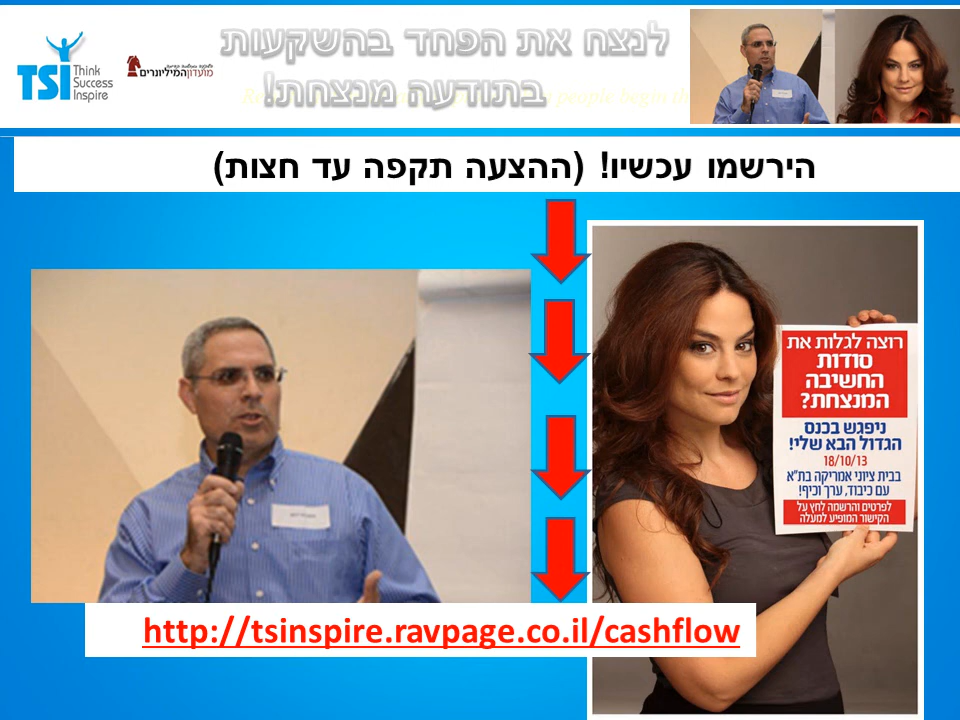 לנצח את הפחד בהשקעות
בתודעה מנצחת!
TSI Think
Success
Inspire
מועדון המיליונרים
הירשמו עכשיו! (ההצעה תקפה עד חצות)
רוצה לגלות את
סודות
החשיבה
המנצחת?
ניפגש בכנס
הגדול הבא שלי!
18/10/13
בבית ציוני אמריקה בת"א
עם כיבוד, ערך וכיף!
לפרטים והרשמה לחץ על
הקישור המופיע למעלה
http://tsinspire.ravpage.co.il/cashflow